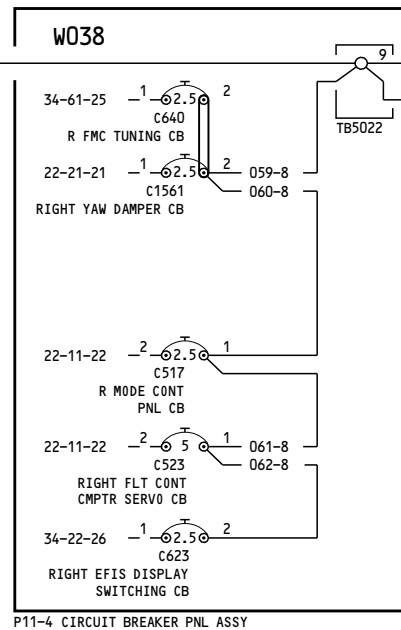 W038
9
TB5022
34-61-25 1 2.5 2
C640
R FMC TUNING CB
22-21-21 1 2.5 2 059-8
C1561 060-8
RIGHT YAW DAMPER CB
22-11-22 2 2.5 1
C517
R MODE CONT
PNL CB
22-11-22 2 5 1 061-8
C523 062-8
RIGHT FLT CONT
CMPTR SERVO CB
34-22-26 1 2.5 2
C623
RIGHT EFIS DISPLAY
SWITCHING CB
P11-4 CIRCUIT BREAKER PNL ASSY